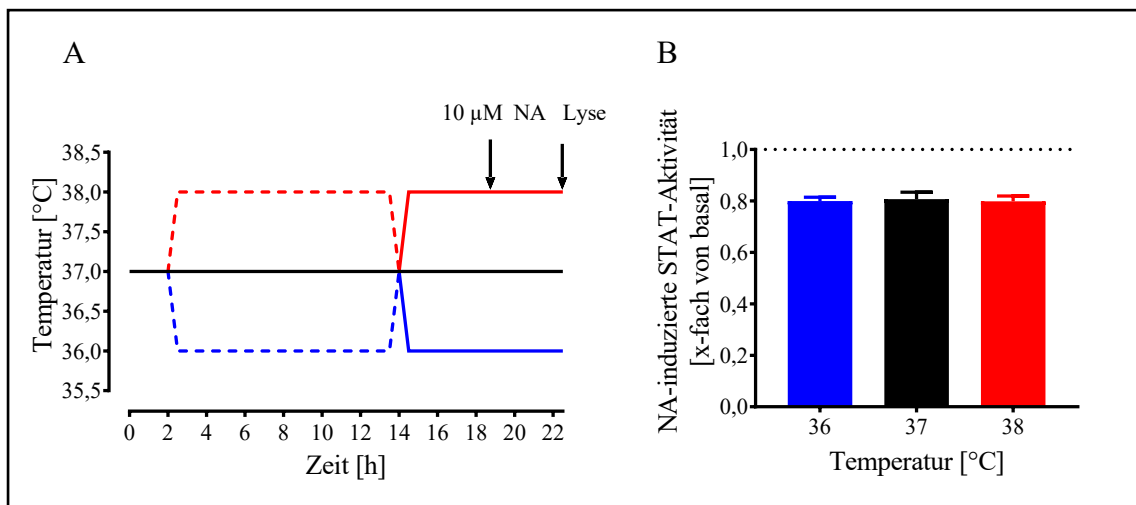 A
10 µM NA Lyse
38,5
38,0
37,5
37,0
36,5
36,0
35,5
Temperatur [°C]
0 2 4 6 8 10 12 14 16 18 20 22
Zeit [h]
B
NA-induzierte STAT-Aktivität
[x-fach von basal]
1,0
0,8
0,6
0,4
0,2
0,0
36 37 38
Temperatur [°C]